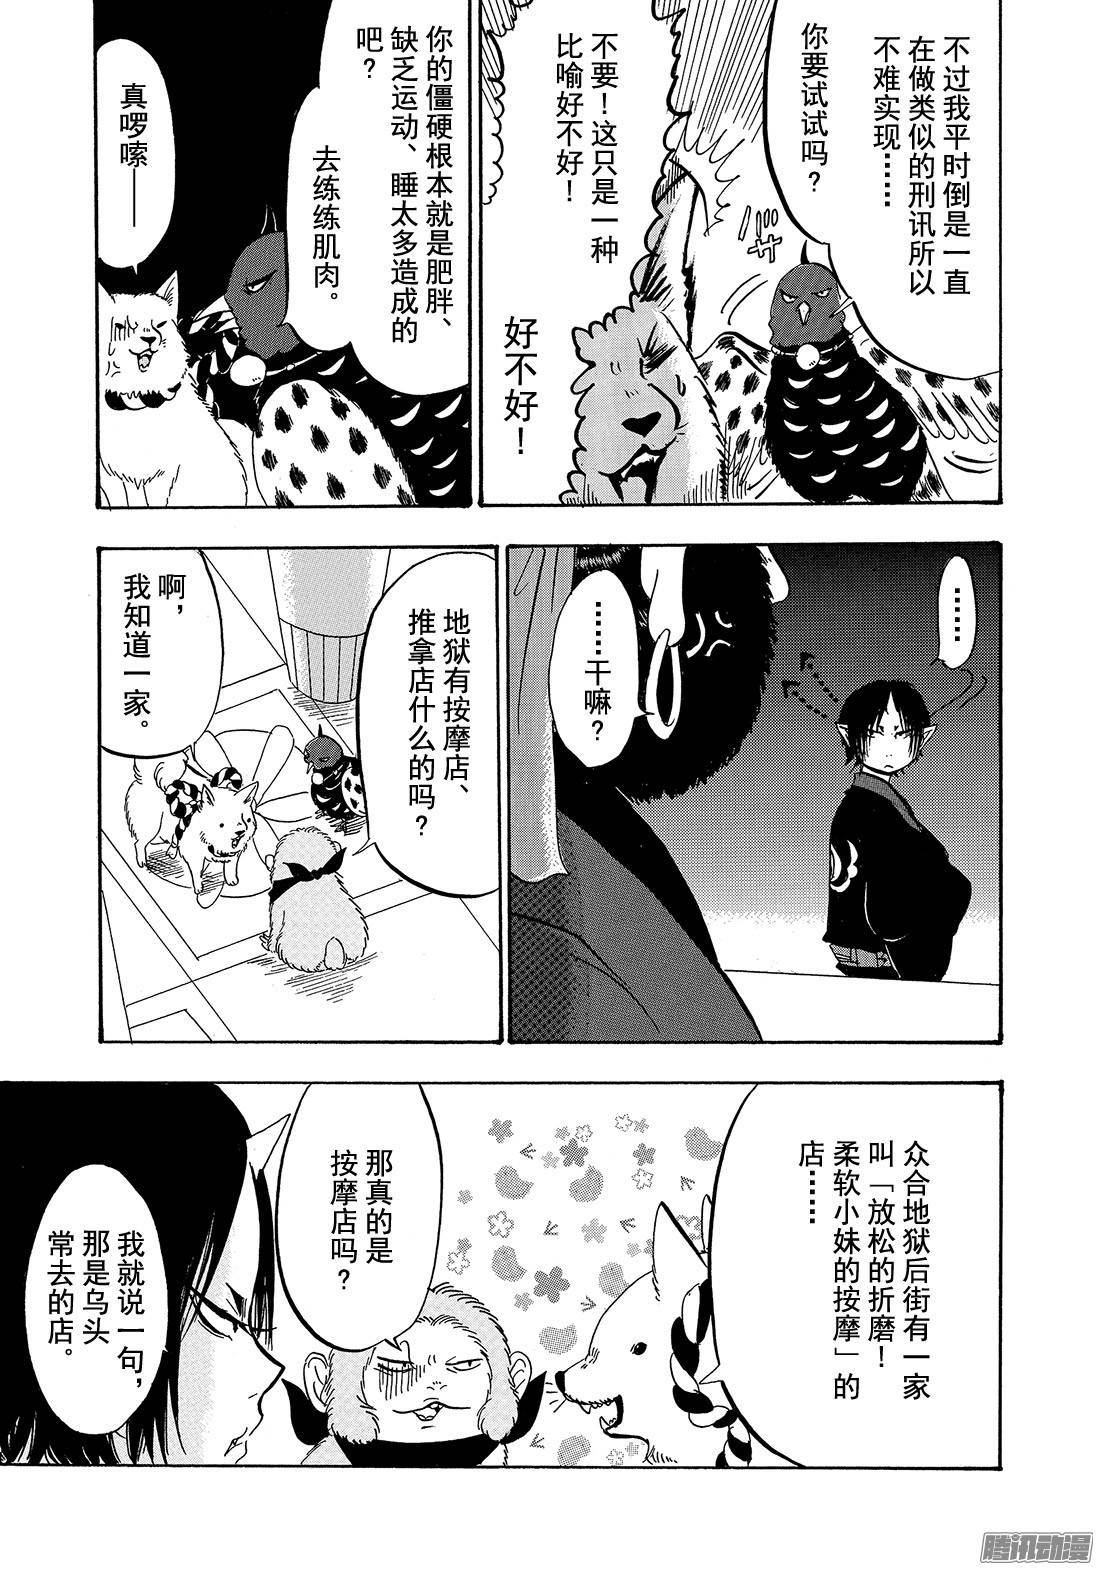 不过我平时倒是一直
在做类似的刑讯所以
不难实现……
你要试试吗？
不要！这只是一种
比喻好不好！
好不好！
你的僵硬根本就是肥胖、
缺乏运动、睡太多造成的
吧？
去练练肌肉。
真啰嗦——
……
……干嘛？
地狱有按摩店、
推拿店什么的吗？
啊，
我知道一家。
众合地狱后街有一家
叫「放松的折磨！
柔软小妹的按摩」的
店……
那真的是
按摩店吗？
我就说一句，
那是乌头
常去的店。
腾讯动漫